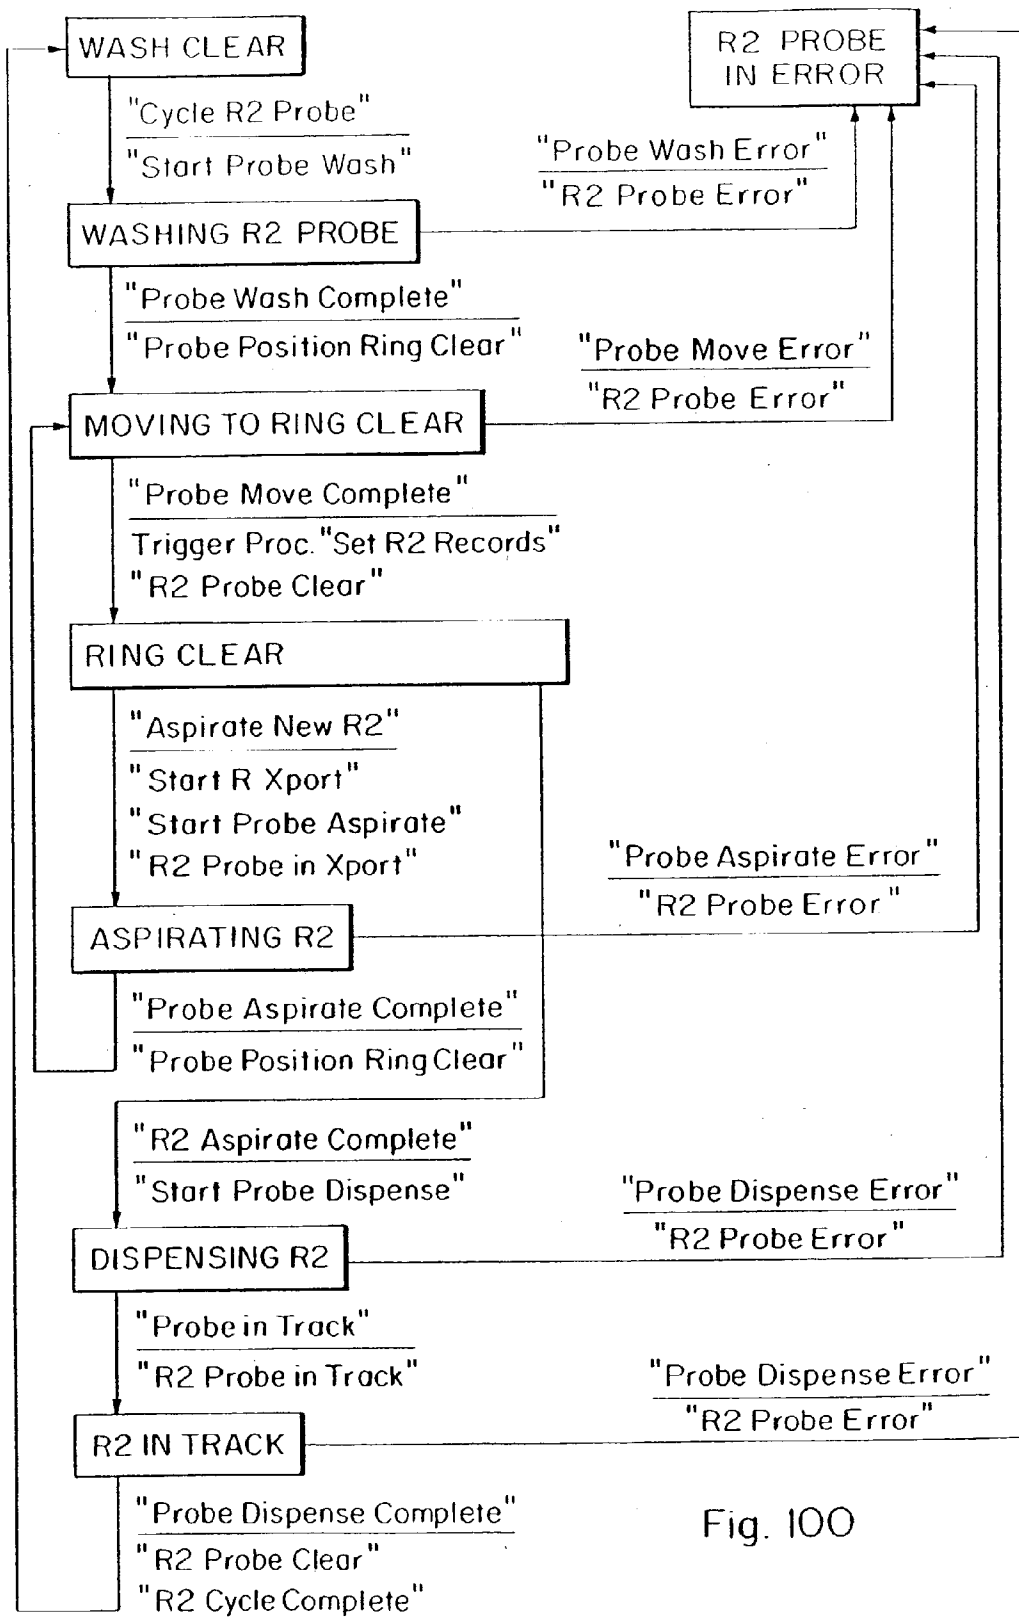 WASH CLEAR
R2 PROBE
IN ERROR
"Cycle R2 Probe"
"Start Probe Wash"
"Probe Wash Error"
"R2 Probe Error"
WASHING R2 PROBE
"Probe Wash Complete"
"Probe Position Ring Clear"
"Probe Move Error"
"R2 Probe Error"
MOVING TO RING CLEAR
"Probe Move Complete"
Trigger Proc. "Set R2 Records"
"R2 Probe Clear"
RING CLEAR
"Aspirate New R2"
"Start R Xport"
"Start Probe Aspirate"
"R2 Probe in Xport"
"Probe Aspirate Error"
"R2 Probe Error"
ASPIRATING R2
"Probe Aspirate Complete"
"Probe Position Ring Clear"
"R2 Aspirate Complete"
"Start Probe Dispense"
"Probe Dispense Error"
"R2 Probe Error"
DISPENSING R2
"Probe in Track"
"R2 Probe in Track"
"Probe Dispense Error"
"R2 Probe Error"
R2 IN TRACK
"Probe Dispense Complete"
"R2 Probe Clear"
"R2 Cycle Complete"
Fig. 100